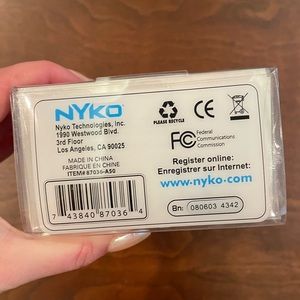 NYKO
Nyko Technologies, Inc.
1990 Westwood Blvd.
3rd Floor
Los Angeles, CA 90025
MADE IN CHINA
FABRIQUÉ EN CHINE
ITEM# 87036-A50
7 43840 87036 4
PLEASE RECYCLE
CE
FC
Federal
Communications
Commission
Register online:
Enregistrer sur Internet:
www.nyko.com
Bn: 080603 4342